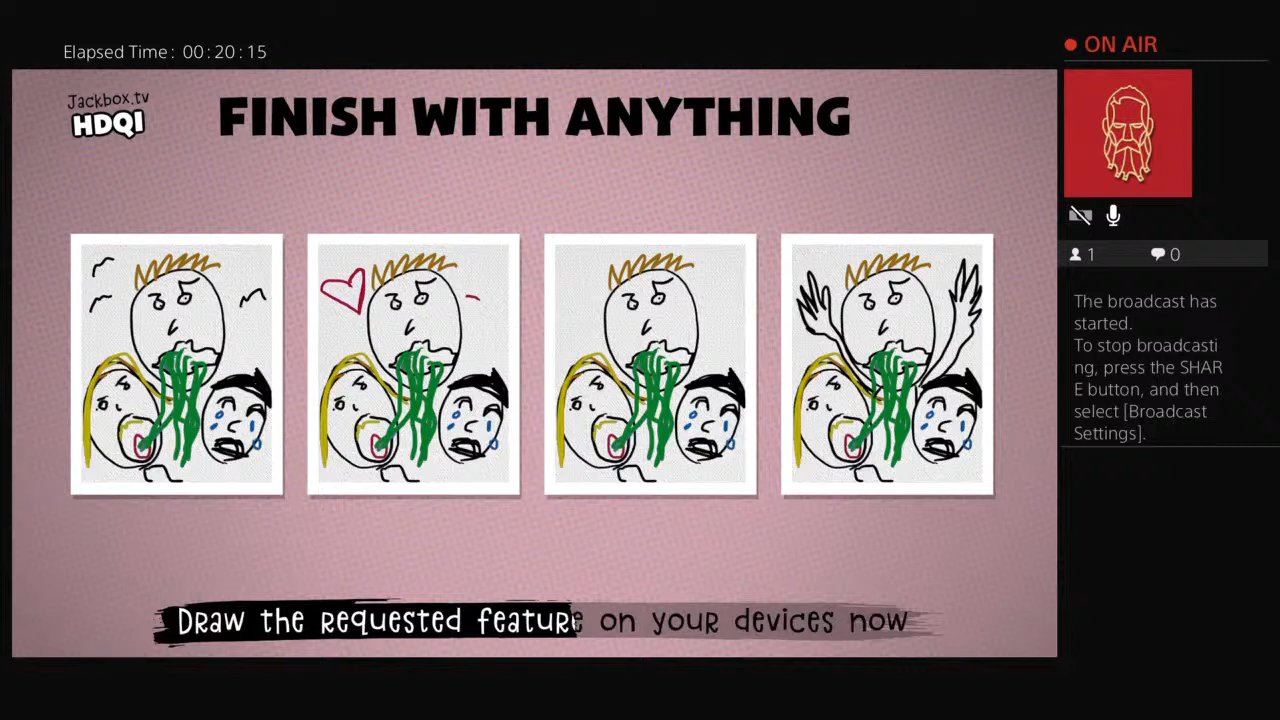 Elapsed Time: 00:20:15
ON AIR
Jackbox.tv
HDQI
FINISH WITH ANYTHING
1
0
The broadcast has
started.
To stop broadcasti
ng, press the SHAR
E button, and then
select [Broadcast
Settings].
Draw the requested feature on your devices now